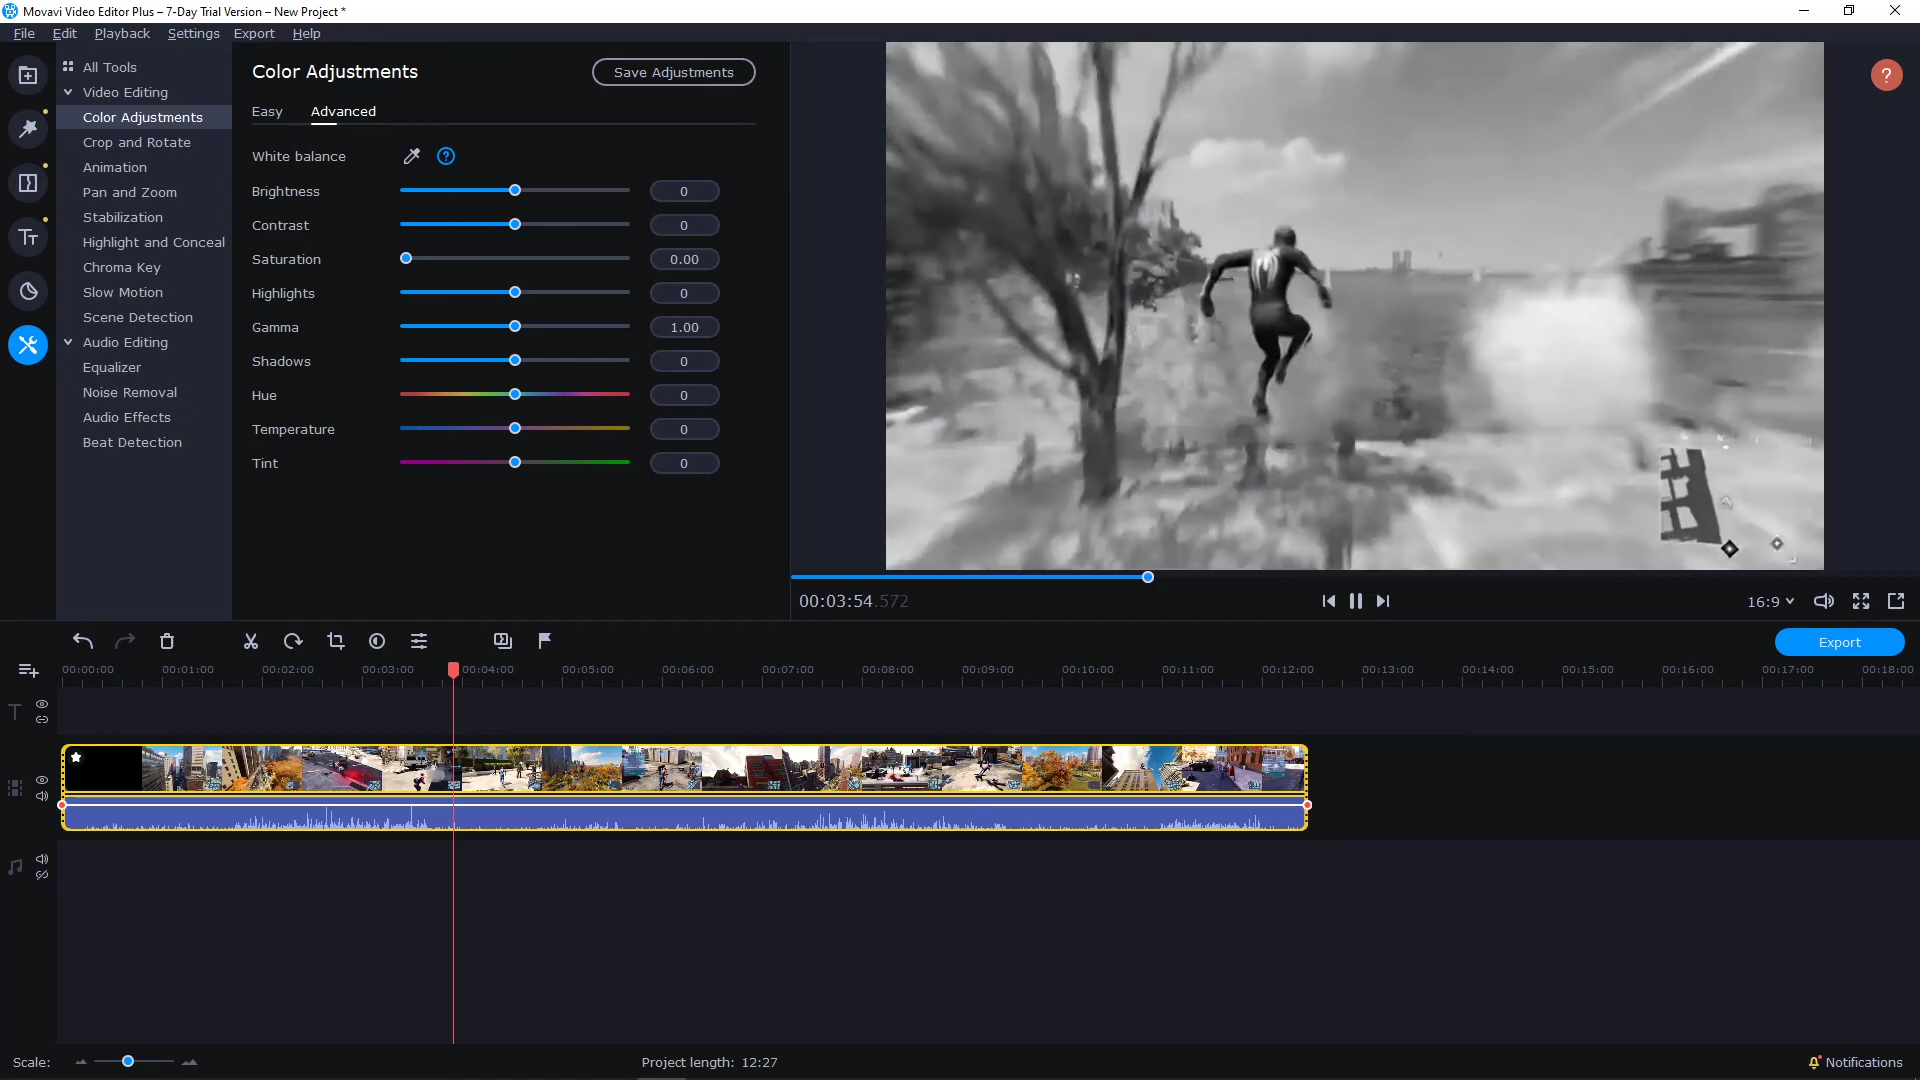 Movavi Video Editor Plus – 7-Day Trial Version – New Project *
File Edit Playback Settings Export Help
All Tools
Video Editing
Color Adjustments
Crop and Rotate
Animation
Pan and Zoom
Stabilization
Highlight and Conceal
Chroma Key
Slow Motion
Scene Detection
Audio Editing
Equalizer
Noise Removal
Audio Effects
Beat Detection
Color Adjustments
Save Adjustments
Easy Advanced
White balance ?
Brightness 0
Contrast 0
Saturation 0.00
Highlights 0
Gamma 1.00
Shadows 0
Hue 0
Temperature 0
Tint 0
?
00:03:54.572
16:9
Export
00:00:00 00:01:00 00:02:00 00:03:00 00:04:00 00:05:00 00:06:00 00:07:00 00:08:00 00:09:00 00:10:00 00:11:00 00:12:00 00:13:00 00:14:00 00:15:00 00:16:00 00:17:00 00:18:00
Scale:
Project length: 12:27
Notifications